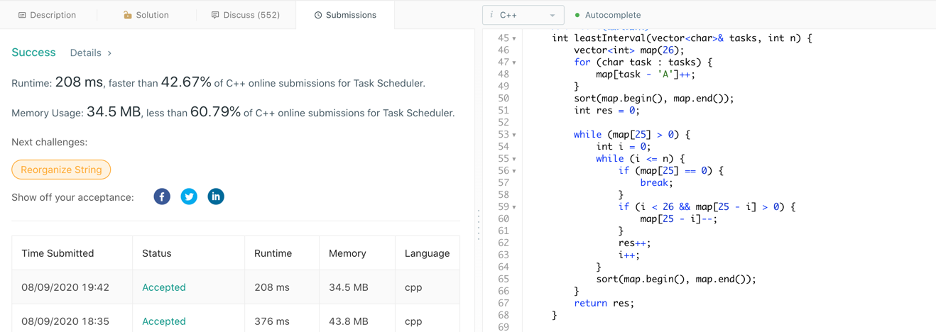 Description Solution Discuss (552) Submissions
i C++ Autocomplete
Success Details >
Runtime: 208 ms, faster than 42.67% of C++ online submissions for Task Scheduler.
Memory Usage: 34.5 MB, less than 60.79% of C++ online submissions for Task Scheduler.
Next challenges:
Reorganize String
Show off your acceptance:
Time Submitted Status Runtime Memory Language
08/09/2020 19:42 Accepted 208 ms 34.5 MB cpp
08/09/2020 18:35 Accepted 376 ms 43.8 MB cpp
45 int leastInterval(vector<char>& tasks, int n) {
46 vector<int> map(26);
47 for (char task : tasks) {
48 map[task - 'A']++;
49 }
50 sort(map.begin(), map.end());
51 int res = 0;
52
53 while (map[25] > 0) {
54 int i = 0;
55 while (i <= n) {
56 if (map[25] == 0) {
57 break;
58 }
59 if (i < 26 && map[25 - i] > 0) {
60 map[25 - i]--;
61 }
62 res++;
63 i++;
64 }
65 sort(map.begin(), map.end());
66 }
67 return res;
68 }
69